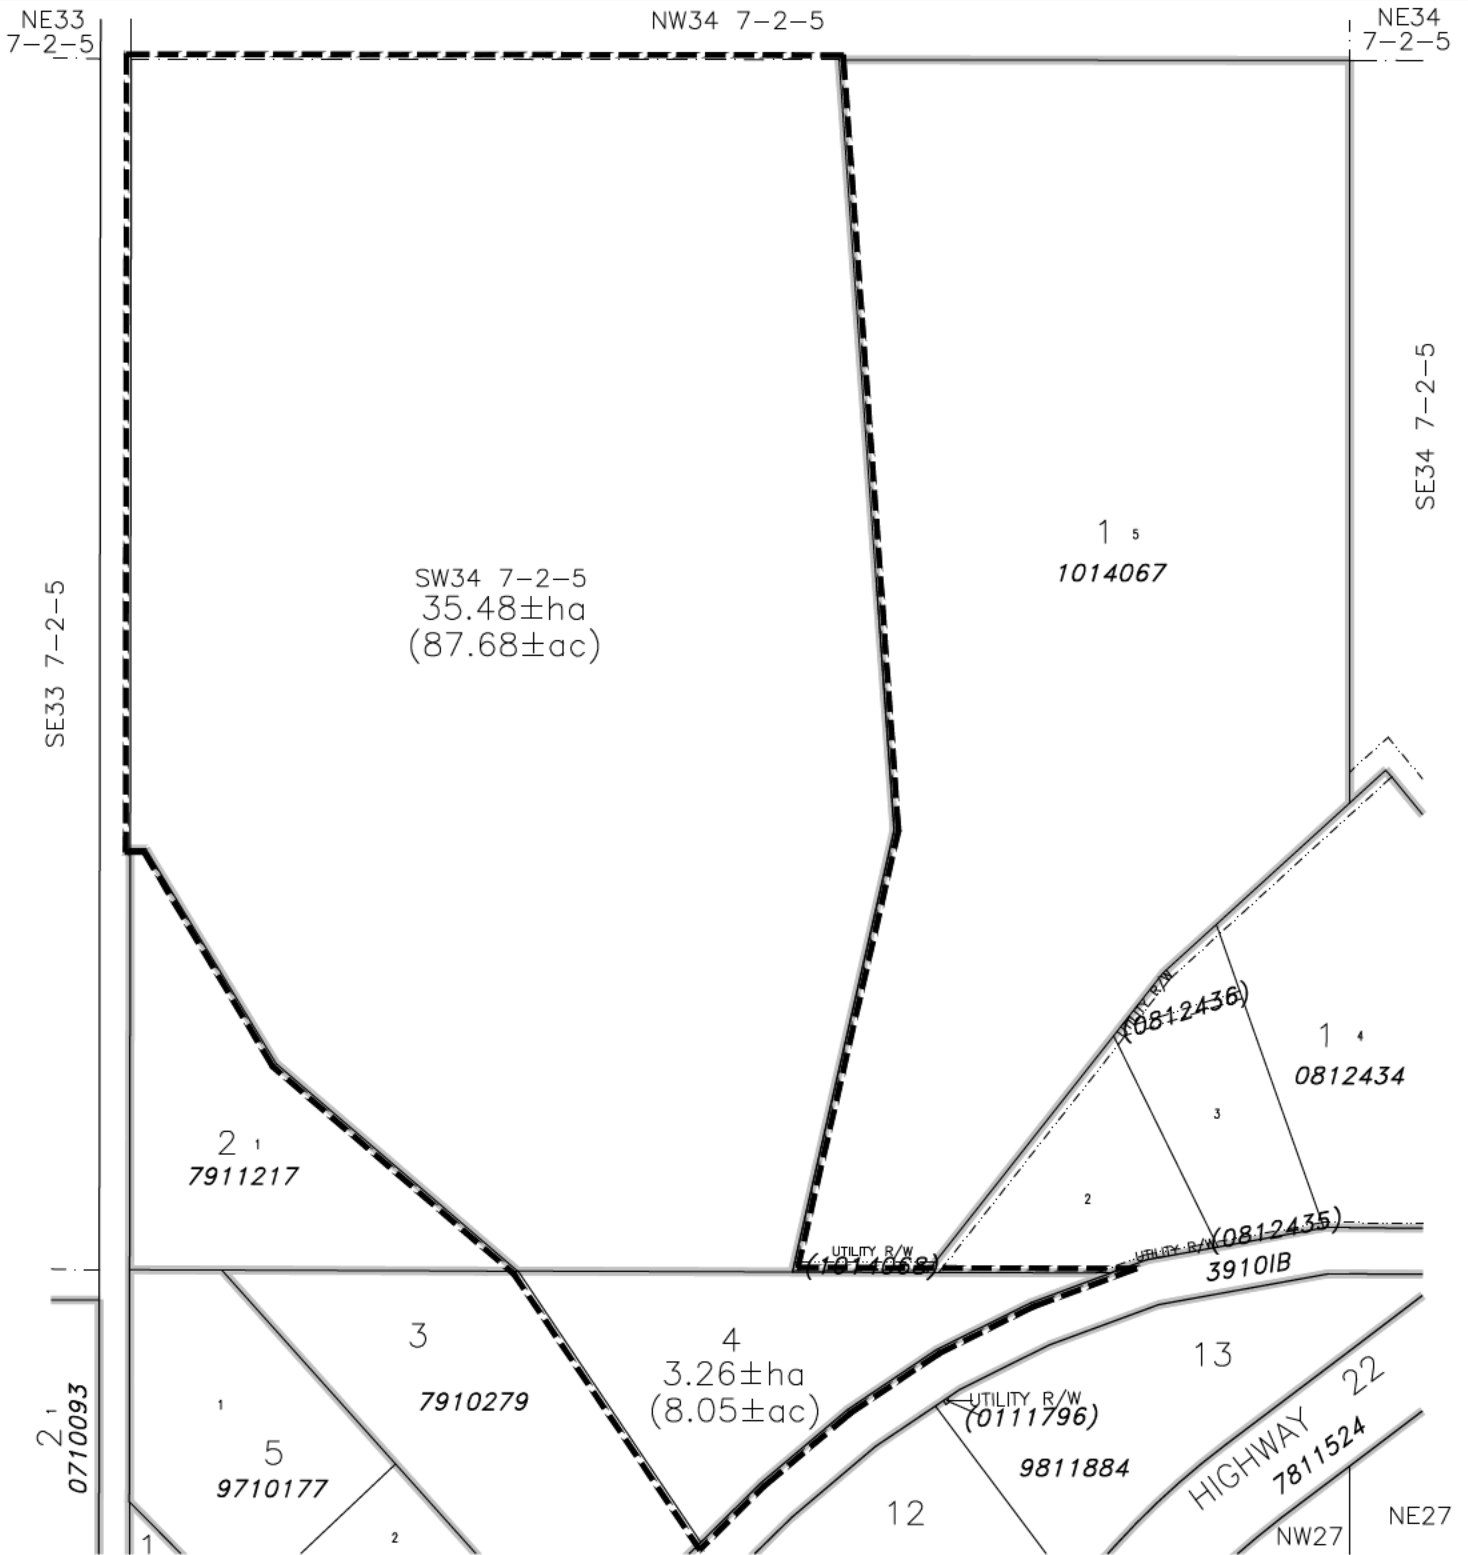 NE33
7-2-5
NW34 7-2-5
NE34
7-2-5
SE34 7-2-5
1 5
1014067
SW34 7-2-5
35.48±ha
(87.68±ac)
SE33 7-2-5
UTILITY R/W
(0812436)
1 4
0812434
3
2 1
7911217
2
UTILITY R/W
(1014068)
UTILITY R/W
(0812435)
3910IB
3
7910279
4
3.26±ha
(8.05±ac)
13
UTILITY R/W
(0111796)
9811884
HIGHWAY 22
7811524
2 1
0710093
1
5
9710177
12
2
1
NW27
NE27